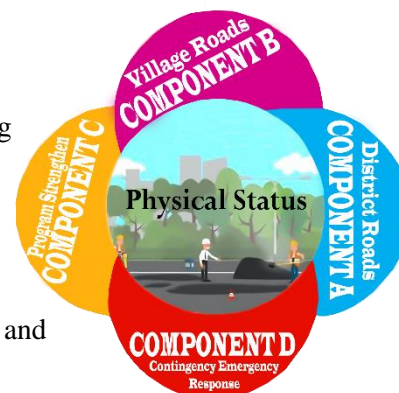 Village Roads
COMPONENT B
g
Program Strengthen
COMPONENT C
Physical Status
District Roads
COMPONENT A
and
COMPONENT D
Contingency Emergency
Response